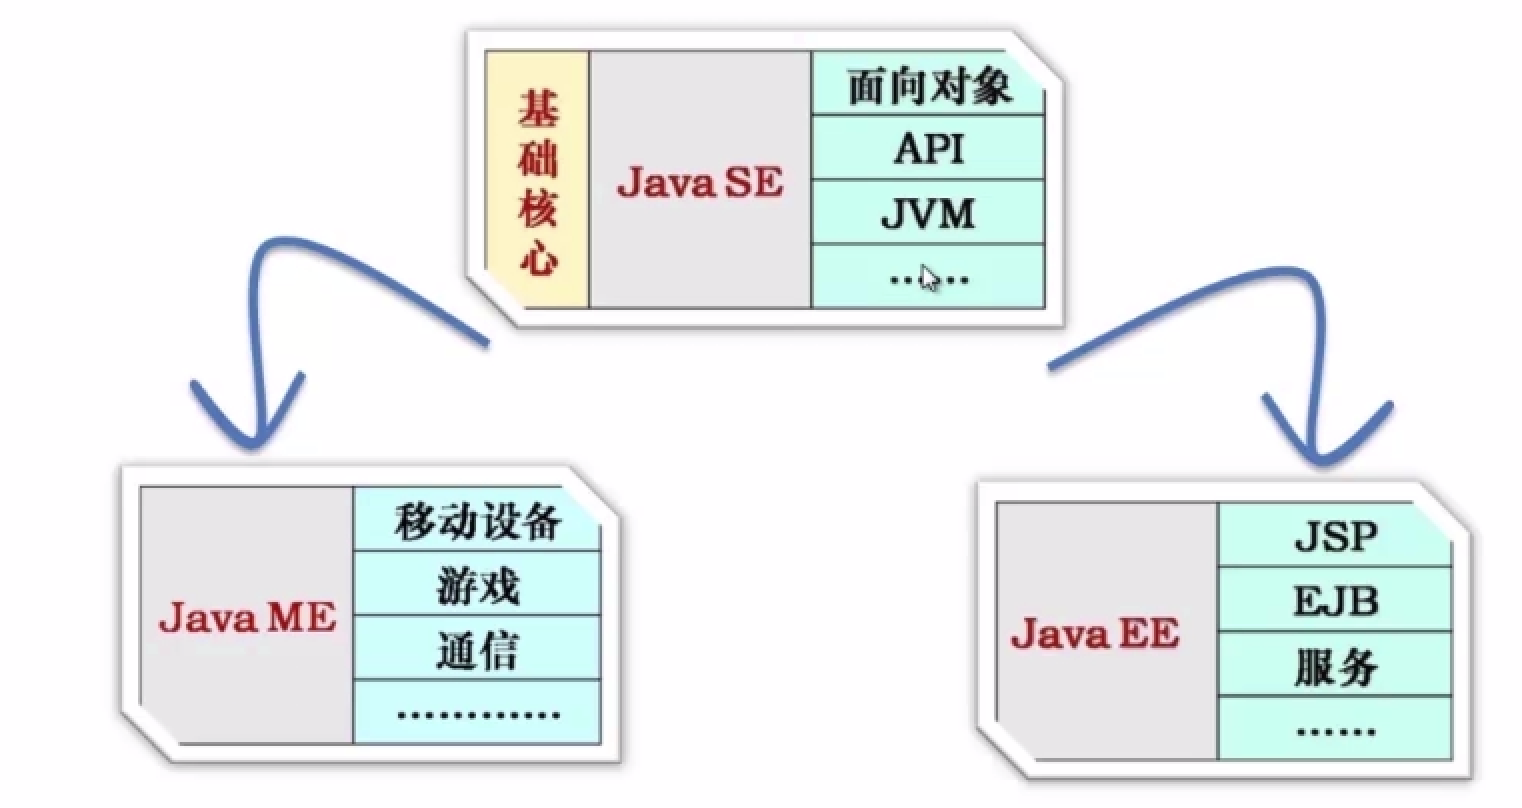 基础核心
Java SE
面向对象
API
JVM
......
Java ME
移动设备
游戏
通信
............
Java EE
JSP
EJB
服务
......